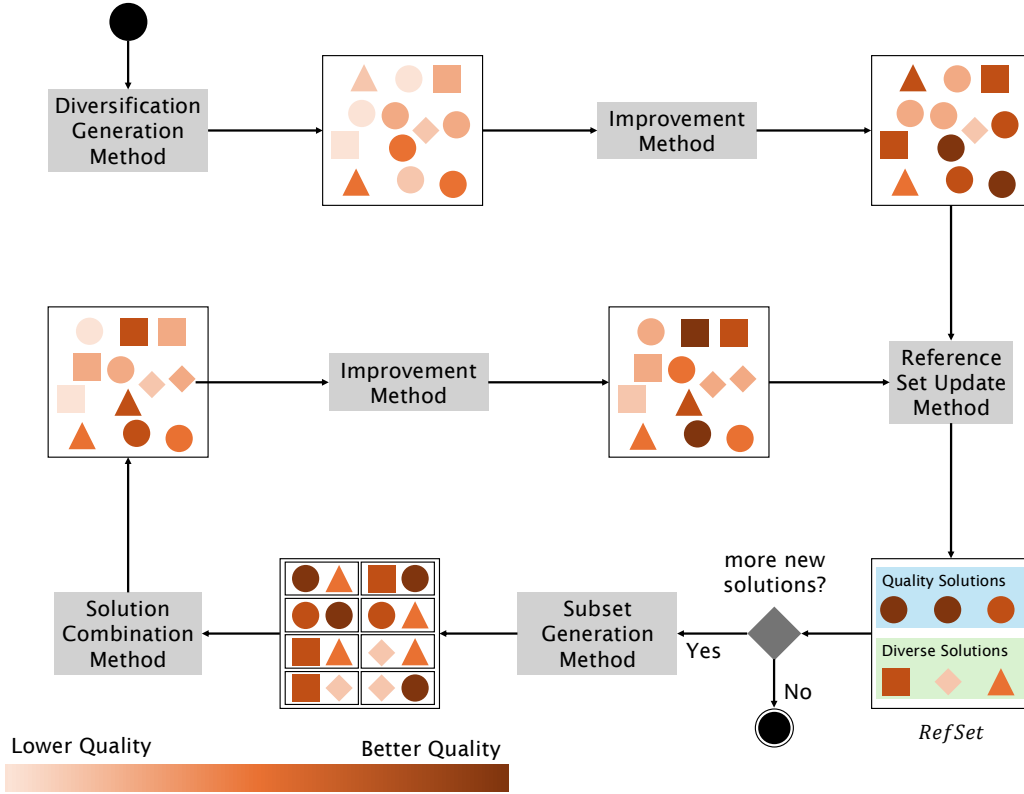 Diversification
Generation
Method
Improvement
Method
Improvement
Method
Reference
Set Update
Method
more new
solutions?
Quality Solutions
Solution
Combination
Method
Subset
Generation
Method
Yes
Diverse Solutions
No
RefSet
Lower Quality
Better Quality